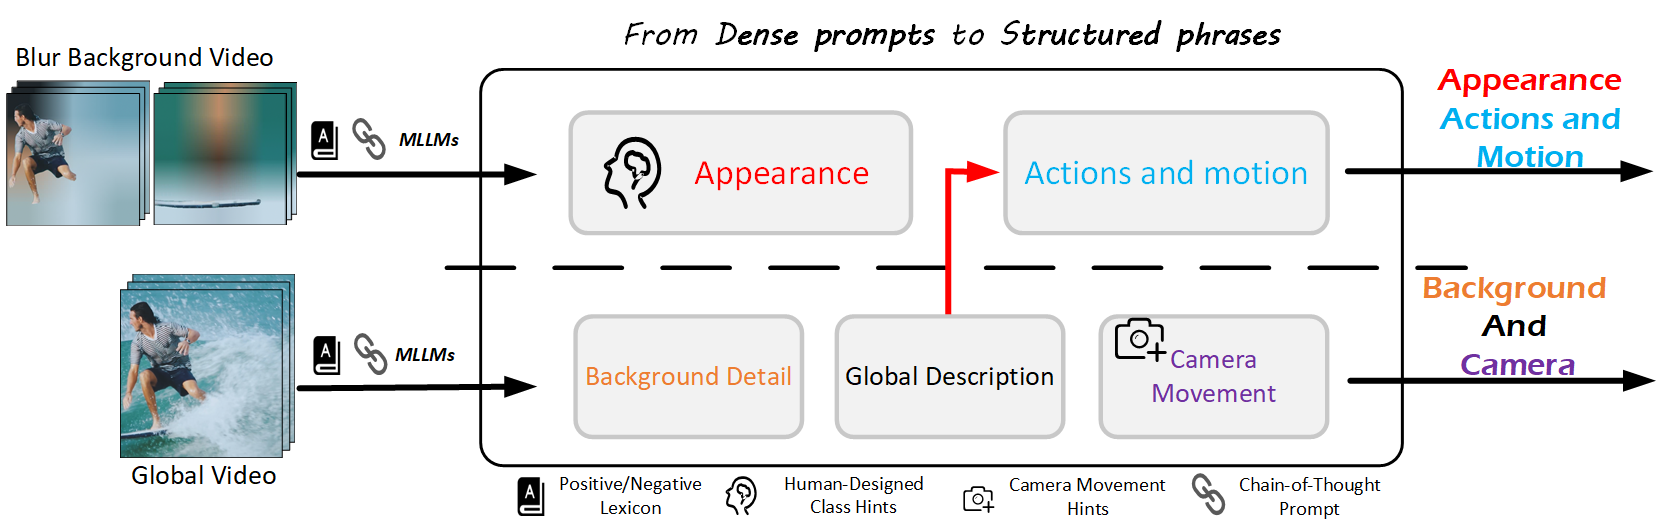 From Dense prompts to Structured phrases
Blur Background Video
A
MLLMs
Appearance
Actions and motion
Appearance
Actions and
Motion
A
MLLMs
Background Detail
Global Description
Camera
Movement
Background
And
Camera
Global Video
A
Positive/Negative
Lexicon
Human-Designed
Class Hints
Camera Movement
Hints
Chain-of-Thought
Prompt